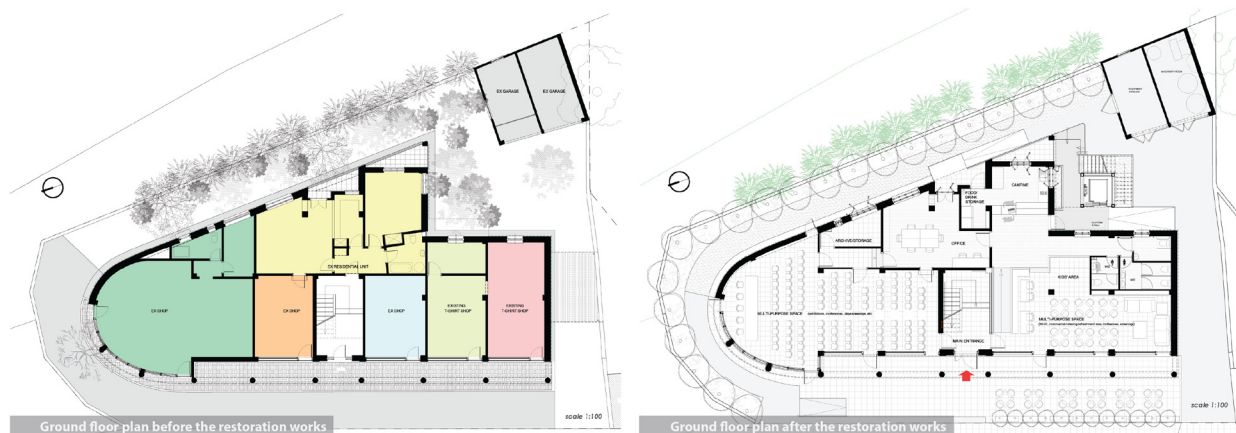 EX GARAGE
EX GARAGE
EX RESIDENTIAL UNIT
EX SHOP
EX SHOP
EX SHOP
EXISTING
T-SHIRT SHOP
EXISTING
T-SHIRT SHOP
scale 1:100
Ground floor plan before the restoration works
CANTINE
FOOD/
DRINK
STORAGE
ARCHIVE/STORAGE
OFFICE
KIDS' AREA
MULTI-PURPOSE SPACE
MULTI-PURPOSE SPACE
MAIN ENTRANCE
scale 1:100
Ground floor plan after the restoration works